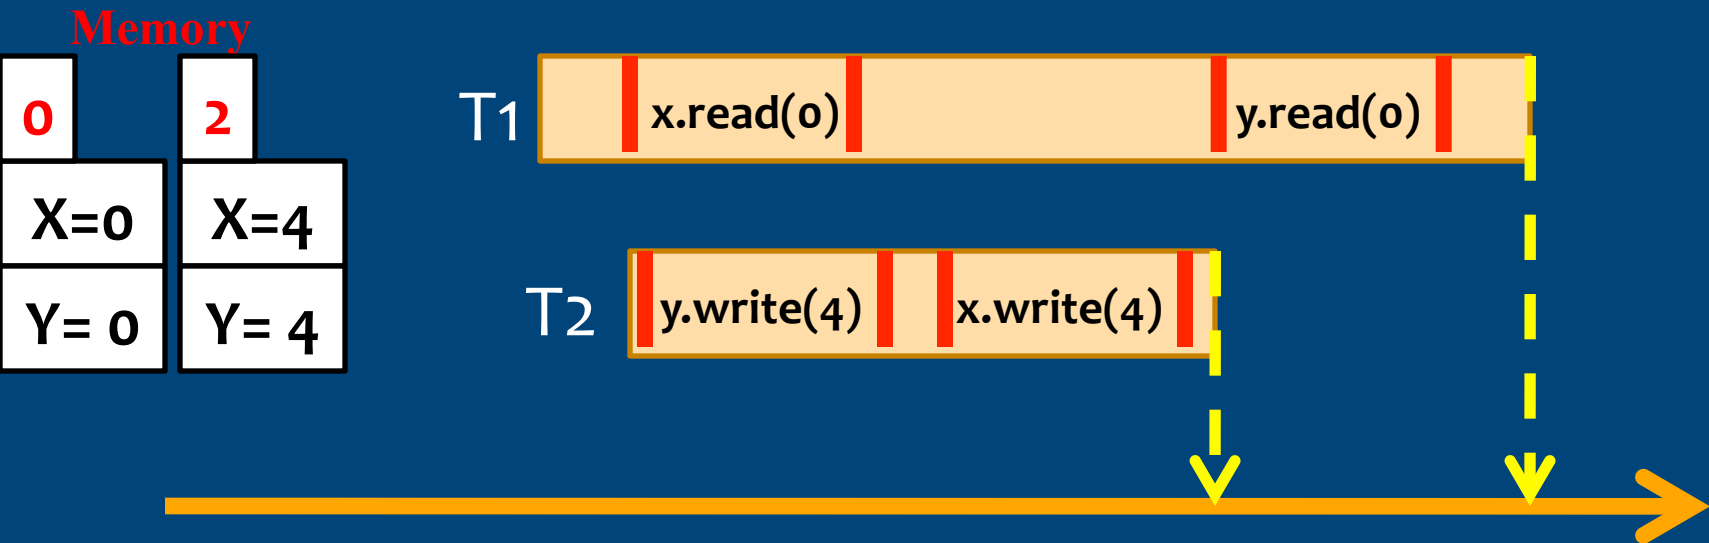 Memory
0 2
X=0 X=4
Y= 0 Y= 4
T1 x.read(0) y.read(0)
T2 y.write(4) x.write(4)